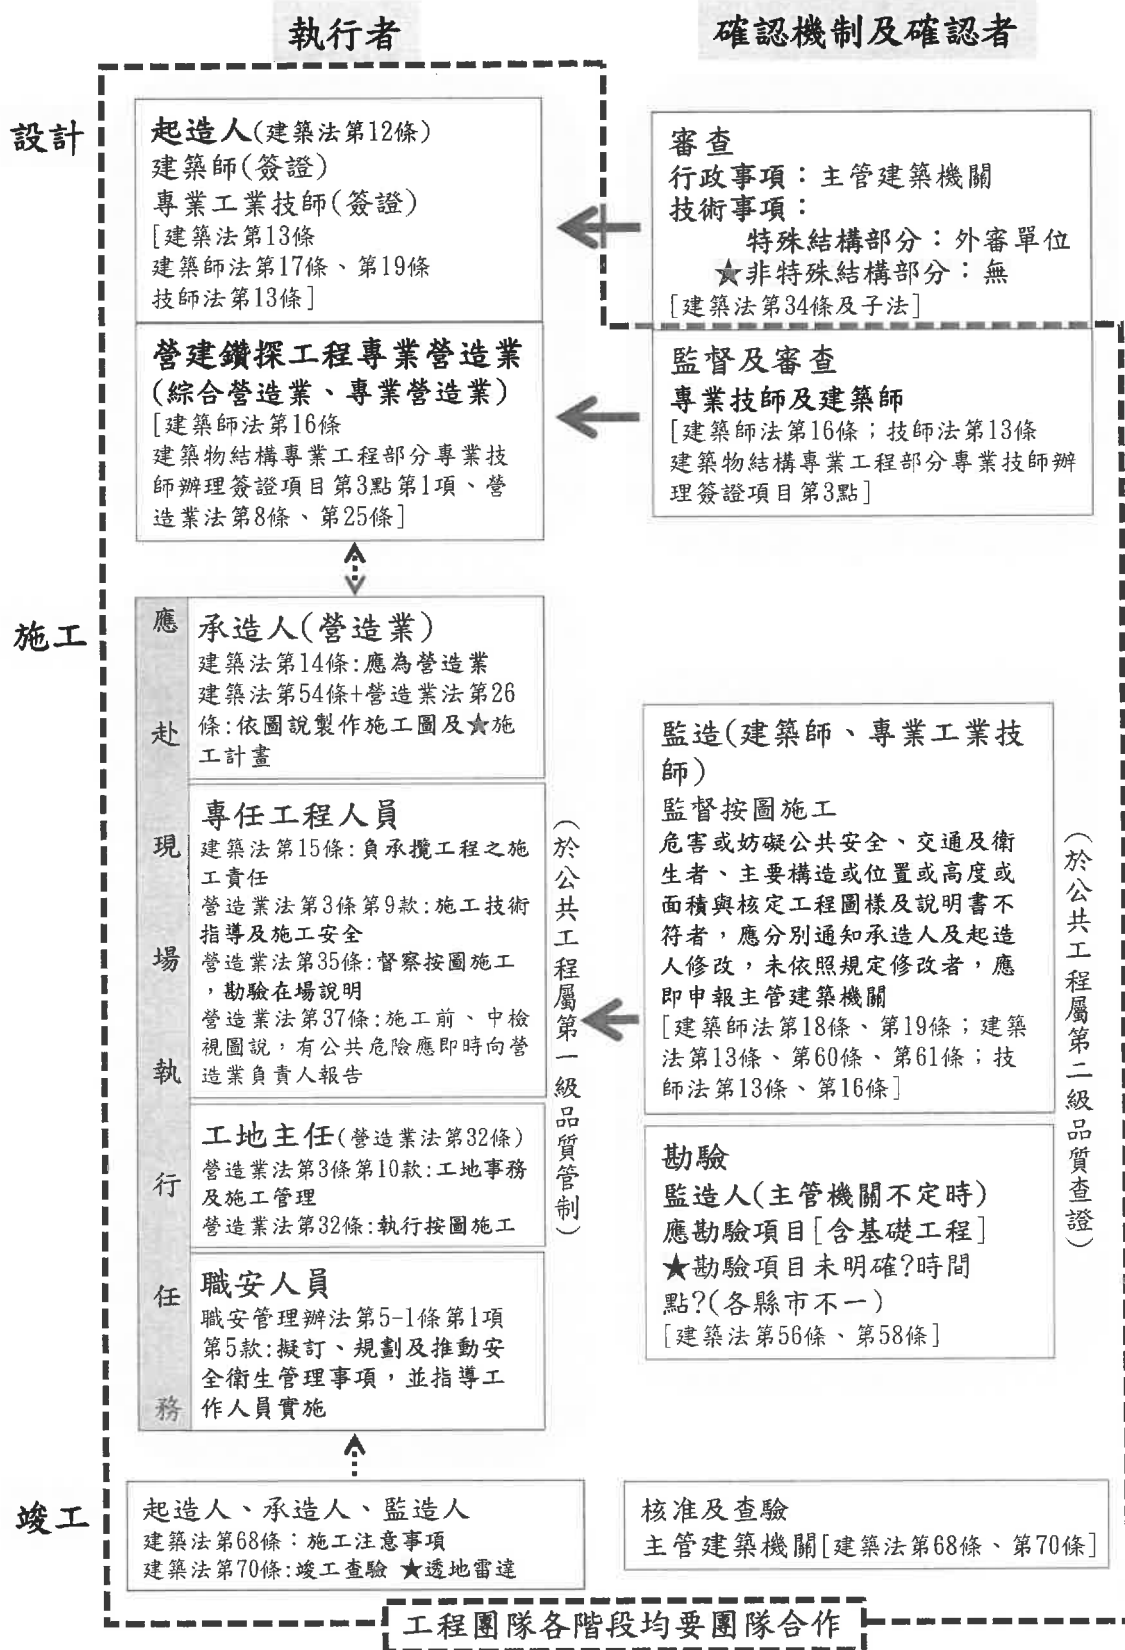 執行者
確認機制及確認者
設計
起造人(建築法第12條)
建築師(簽證)
專業工業技師(簽證)
[建築法第13條
建築師法第17條、第19條
技師法第13條]
審查
行政事項：主管建築機關
技術事項：
特殊結構部分：外審單位
★非特殊結構部分：無
[建築法第34條及子法]
營建鑽探工程專業營造業
(綜合營造業、專業營造業)
[建築師法第16條
建築物結構專業工程部分專業技
師辦理簽證項目第3點第1項、營
造業法第8條、第25條]
監督及審查
專業技師及建築師
[建築師法第16條；技師法第13條
建築物結構專業工程部分專業技師辦
理簽證項目第3點]
施工
應赴現場執行任務
承造人(營造業)
建築法第14條:應為營造業
建築法第54條+營造業法第26
條:依圖說製作施工圖及★施
工計畫
專任工程人員
建築法第15條:負承攬工程之施
工責任
營造業法第3條第9款:施工技術
指導及施工安全
營造業法第35條:督察按圖施工
，勘驗在場說明
營造業法第37條:施工前、中檢
視圖說，有公共危險應即時向營
造業負責人報告
工地主任(營造業法第32條)
營造業法第3條第10款:工地事務
及施工管理
營造業法第32條:執行按圖施工
職安人員
職安管理辦法第5-1條第1項
第5款:擬訂、規劃及推動安
全衛生管理事項，並指導工
作人員實施
（於公共工程屬第一級品質管制）
監造(建築師、專業工業技
師)
監督按圖施工
危害或妨礙公共安全、交通及衛
生者、主要構造或位置或高度或
面積與核定工程圖樣及說明書不
符者，應分別通知承造人及起造
人修改，未依照規定修改者，應
即申報主管建築機關
[建築師法第18條、第19條；建築
法第13條、第60條、第61條；技
師法第13條、第16條]
勘驗
監造人(主管機關不定時)
應勘驗項目[含基礎工程]
★勘驗項目未明確?時間
點?(各縣市不一)
[建築法第56條、第58條]
（於公共工程屬第二級品質查證）
竣工
起造人、承造人、監造人
建築法第68條：施工注意事項
建築法第70條:竣工查驗 ★透地雷達
核准及查驗
主管建築機關[建築法第68條、第70條]
工程團隊各階段均要團隊合作